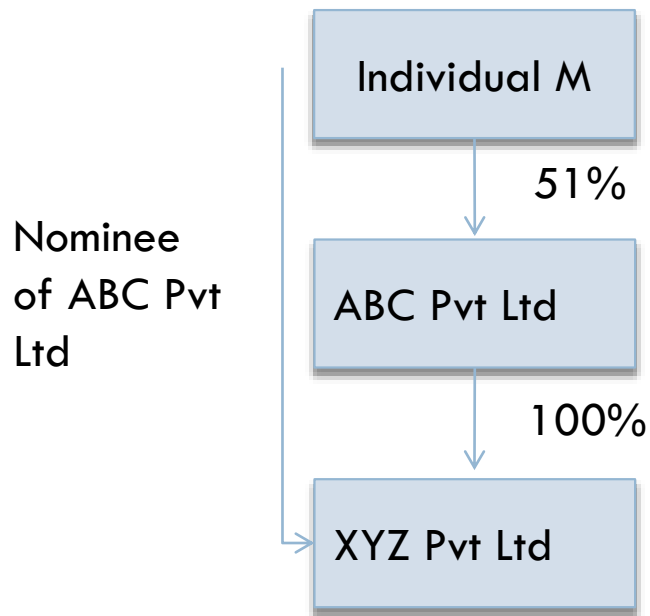 Individual M
51%
Nominee
of ABC Pvt
Ltd
ABC Pvt Ltd
100%
XYZ Pvt Ltd